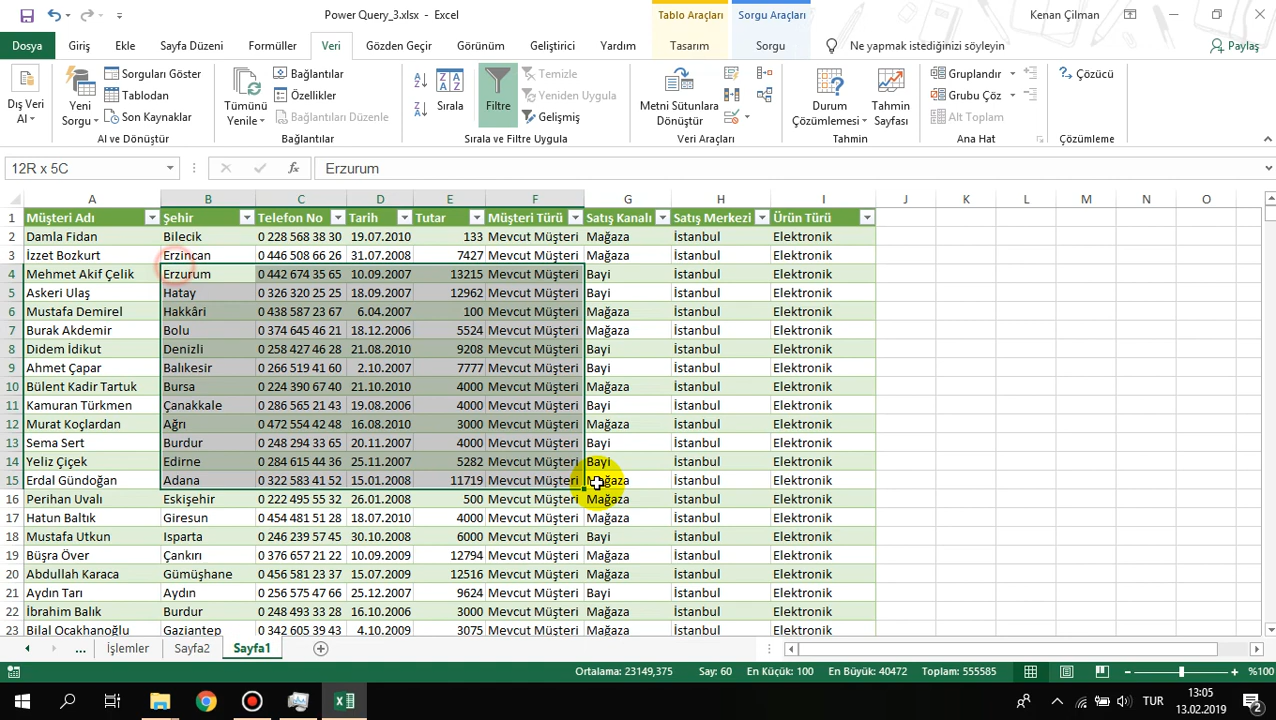 Power Query_3.xlsx - Excel
Tablo Araçları
Sorgu Araçları
Kenan Çilman
Dosya
Giriş
Ekle
Sayfa Düzeni
Formüller
Veri
Gözden Geçir
Görünüm
Geliştirici
Yardım
Tasarım
Sorgu
Ne yapmak istediğinizi söyleyin
Paylaş
Dış Veri Al
Yeni Sorgu
Sorguları Göster
Tablodan
Son Kaynaklar
Al ve Dönüştür
Tümünü Yenile
Bağlantılar
Özellikler
Bağlantıları Düzenle
Bağlantılar
Sırala
Filtre
Temizle
Yeniden Uygula
Gelişmiş
Sırala ve Filtre Uygula
Metni Sütunlara Dönüştür
Veri Araçları
Durum Çözümlemesi
Tahmin Sayfası
Tahmin
Gruplandır
Grubu Çöz
Alt Toplam
Ana Hat
Çözücü
Çözümleme
12R x 5C
fx
Erzurum
A B C D E F G H I J K L M N O
1 Müşteri Adı Şehir Telefon No Tarih Tutar Müşteri Türü Satış Kanalı Satış Merkezi Ürün Türü
2 Damla Fidan Bilecik 0 228 568 38 30 19.07.2010 133 Mevcut Müşteri Mağaza İstanbul Elektronik
3 İzzet Bozkurt Erzincan 0 446 508 66 26 31.07.2008 7427 Mevcut Müşteri Mağaza İstanbul Elektronik
4 Mehmet Akif Çelik Erzurum 0 442 674 35 65 10.09.2007 13215 Mevcut Müşteri Bayi İstanbul Elektronik
5 Askeri Ulaş Hatay 0 326 320 25 25 18.09.2007 12962 Mevcut Müşteri Bayi İstanbul Elektronik
6 Mustafa Demirel Hakkâri 0 438 587 23 67 6.04.2007 100 Mevcut Müşteri Mağaza İstanbul Elektronik
7 Burak Akdemir Bolu 0 374 645 46 21 18.12.2006 5524 Mevcut Müşteri Mağaza İstanbul Elektronik
8 Didem İdikut Denizli 0 258 427 46 28 21.08.2010 9208 Mevcut Müşteri Bayi İstanbul Elektronik
9 Ahmet Çapar Balıkesir 0 266 519 41 60 2.10.2007 7777 Mevcut Müşteri Bayi İstanbul Elektronik
10 Bülent Kadir Tartuk Bursa 0 224 390 67 40 21.10.2010 4000 Mevcut Müşteri Mağaza İstanbul Elektronik
11 Kamuran Türkmen Çanakkale 0 286 565 21 43 19.08.2006 4000 Mevcut Müşteri Bayi İstanbul Elektronik
12 Murat Koçlardan Ağrı 0 472 554 42 48 16.08.2010 3000 Mevcut Müşteri Mağaza İstanbul Elektronik
13 Sema Sert Burdur 0 248 294 33 65 20.11.2007 4000 Mevcut Müşteri Bayi İstanbul Elektronik
14 Yeliz Çiçek Edirne 0 284 615 44 36 25.11.2007 5282 Mevcut Müşteri Bayi İstanbul Elektronik
15 Erdal Gündoğan Adana 0 322 583 41 52 15.01.2008 11719 Mevcut Müşteri Mağaza İstanbul Elektronik
16 Perihan Uvalı Eskişehir 0 222 495 55 32 26.01.2008 500 Mevcut Müşteri Mağaza İstanbul Elektronik
17 Hatun Baltık Giresun 0 454 481 51 28 18.07.2010 4000 Mevcut Müşteri Mağaza İstanbul Elektronik
18 Mustafa Utkun Isparta 0 246 239 57 45 30.10.2008 6000 Mevcut Müşteri Bayi İstanbul Elektronik
19 Büşra Över Çankırı 0 376 657 21 22 10.09.2009 12794 Mevcut Müşteri Mağaza İstanbul Elektronik
20 Abdullah Karaca Gümüşhane 0 456 581 23 37 15.07.2009 12516 Mevcut Müşteri Mağaza İstanbul Elektronik
21 Aydın Tarı Aydın 0 256 575 47 66 25.12.2007 9624 Mevcut Müşteri Bayi İstanbul Elektronik
22 İbrahim Balık Burdur 0 248 493 33 28 16.10.2006 3000 Mevcut Müşteri Mağaza İstanbul Elektronik
23 Bilal Ocakhanoğlu Gaziantep 0 342 605 39 43 4.10.2009 3075 Mevcut Müşteri Mağaza İstanbul Elektronik
...
İşlemler
Sayfa2
Sayfa1
Ortalama: 23149,375
Say: 60
En Küçük: 100
En Büyük: 40472
Toplam: 555585
%100
TUR
13:05
13.02.2019
2